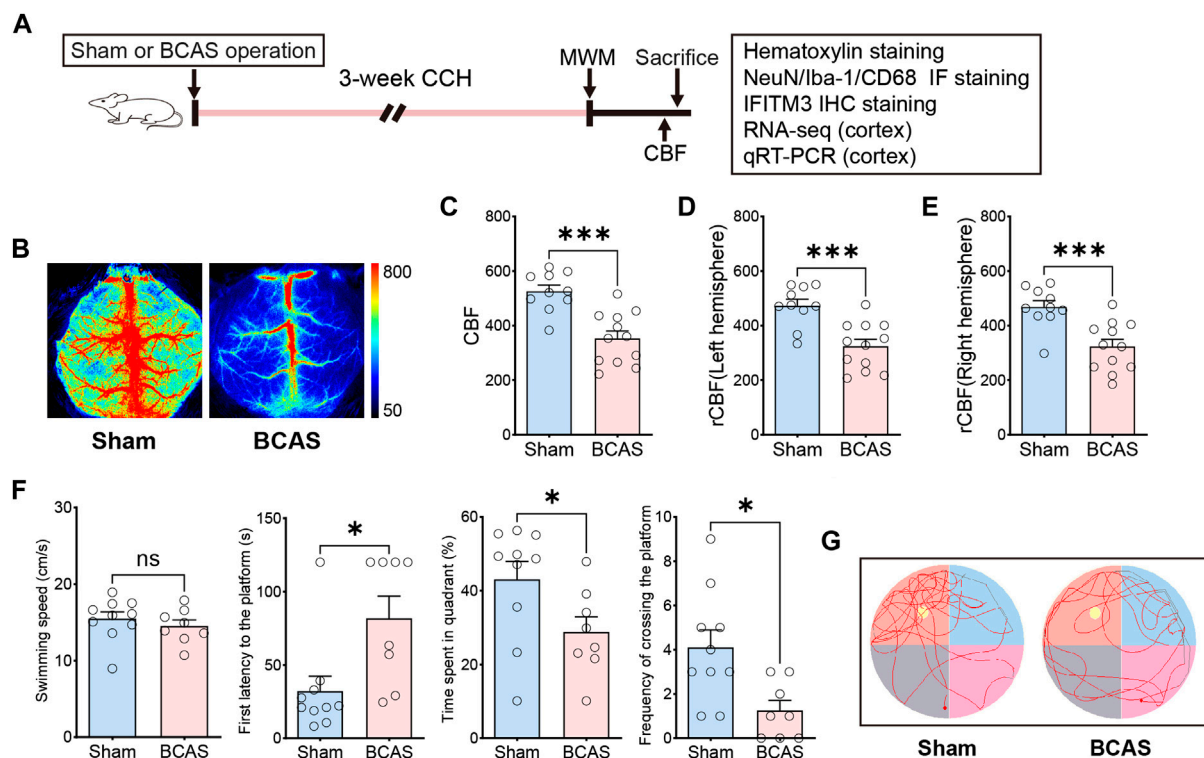 A
Sham or BCAS operation
3-week CCH
MWM
Sacrifice
CBF
Hematoxylin staining
NeuN/Iba-1/CD68 IF staining
IFITM3 IHC staining
RNA-seq (cortex)
qRT-PCR (cortex)
B
800
50
Sham
BCAS
C
CBF
800
600
400
200
0
***
Sham
BCAS
D
rCBF(Left hemisphere)
800
600
400
200
0
***
Sham
BCAS
E
rCBF(Right hemisphere)
800
600
400
200
0
***
Sham
BCAS
F
Swimming speed (cm/s)
30
20
10
0
ns
Sham
BCAS
First latency to the platform (s)
150
100
50
0
*
Sham
BCAS
Time spent in quadrant (%)
60
40
20
0
*
Sham
BCAS
Frequency of crossing the platform
10
8
6
4
2
0
*
Sham
BCAS
G
Sham
BCAS